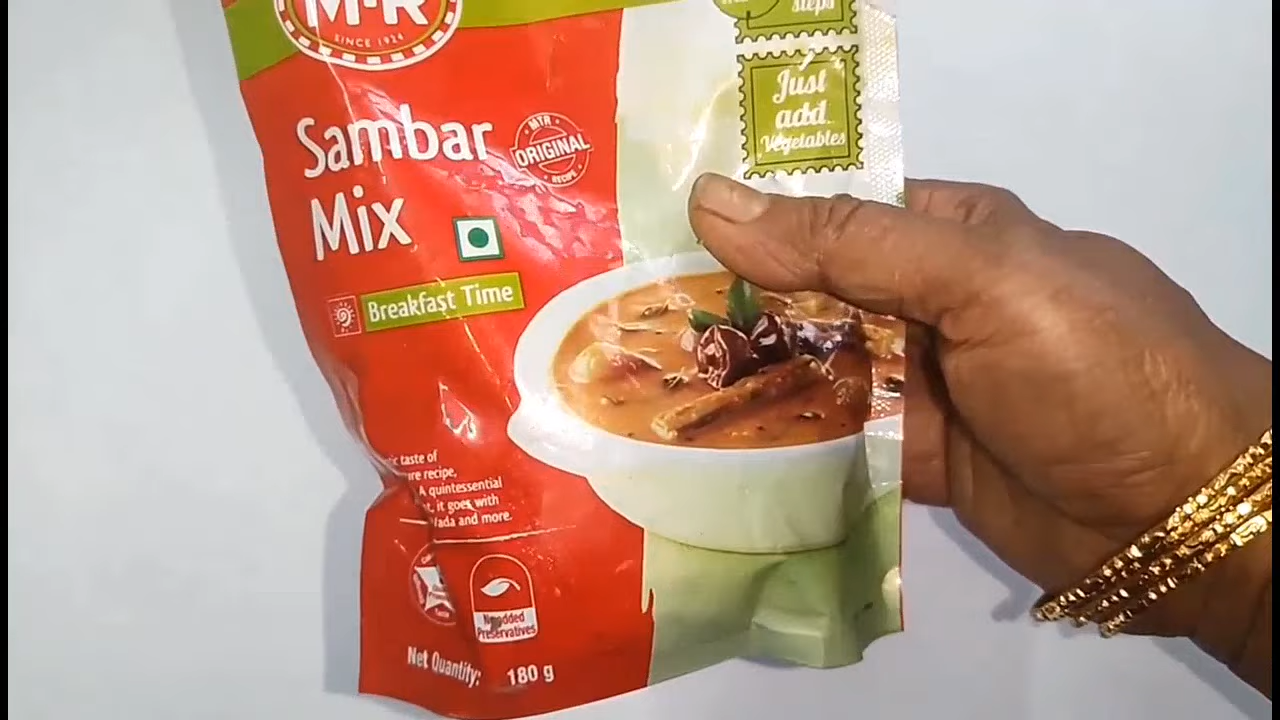 MTR
SINCE 1924
steps
Just
add
Vegetables
Sambar
Mix
MTR
ORIGINAL
RECIPE
Breakfast Time
taste of
recipe,
A quintessential
it goes with
Vada and more.
No added
Preservatives
Net Quantity: 180 g